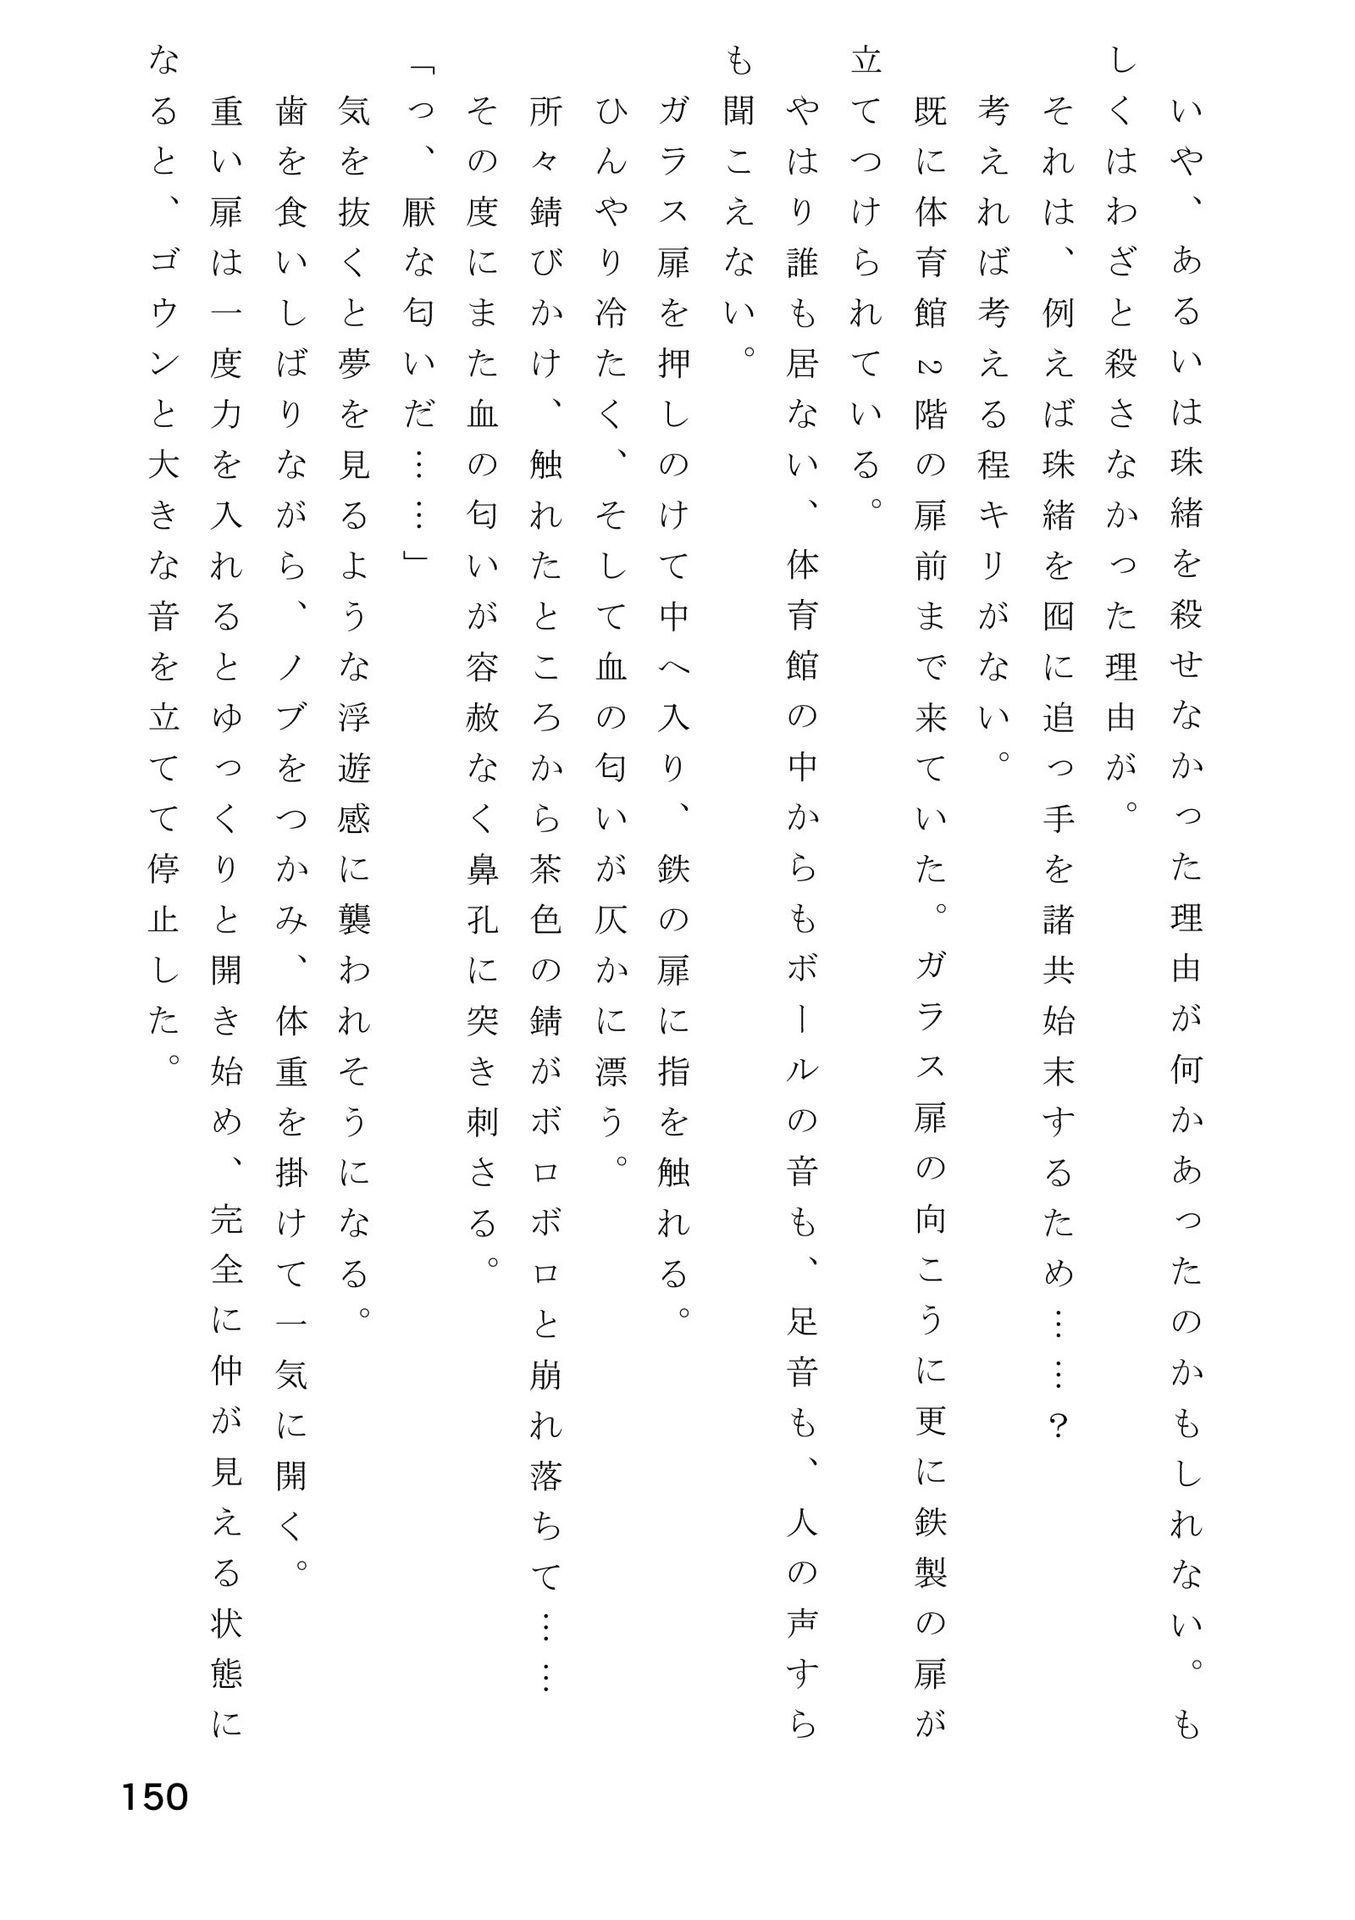 いや、あるいは珠緒を殺せなかった理由が何かあったのかもしれない。も
しくはわざと殺さなかった理由が。
それは、例えば珠緒を囮に追っ手を諸共始末するため……？
考えれば考える程キリがない。
既に体育館2階の扉前まで来ていた。ガラス扉の向こうに更に鉄製の扉が
立てつけられている。
やはり誰も居ない、体育館の中からもボールの音も、足音も、人の声すら
も聞こえない。
ガラス扉を押しのけて中へ入り、鉄の扉に指を触れる。
ひんやり冷たく、そして血の匂いが仄かに漂う。
所々錆びかけ、触れたところから茶色の錆がボロボロと崩れ落ちて……
その度にまた血の匂いが容赦なく鼻孔に突き刺さる。
「っ、厭な匂いだ……」
気を抜くと夢を見るような浮遊感に襲われそうになる。
歯を食いしばりながら、ノブをつかみ、体重を掛けて一気に開く。
重い扉は一度力を入れるとゆっくりと開き始め、完全に仲が見える状態に
なると、ゴウンと大きな音を立てて停止した。
150